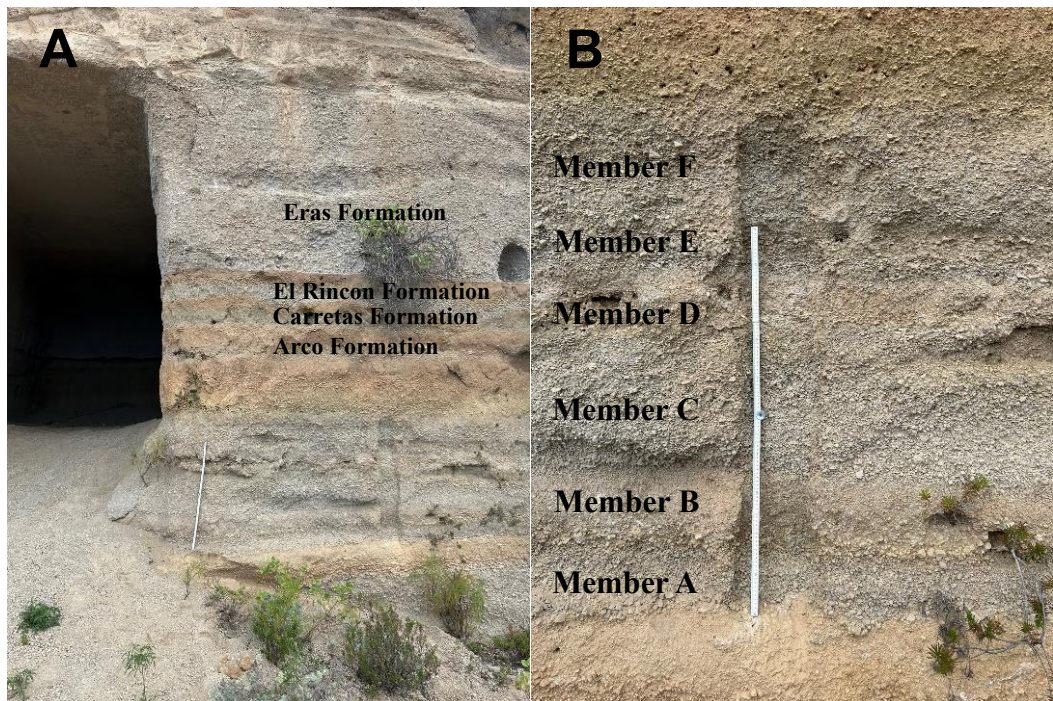 A
Eras Formation
El Rincon Formation
Carretas Formation
Arco Formation
B
Member F
Member E
Member D
Member C
Member B
Member A